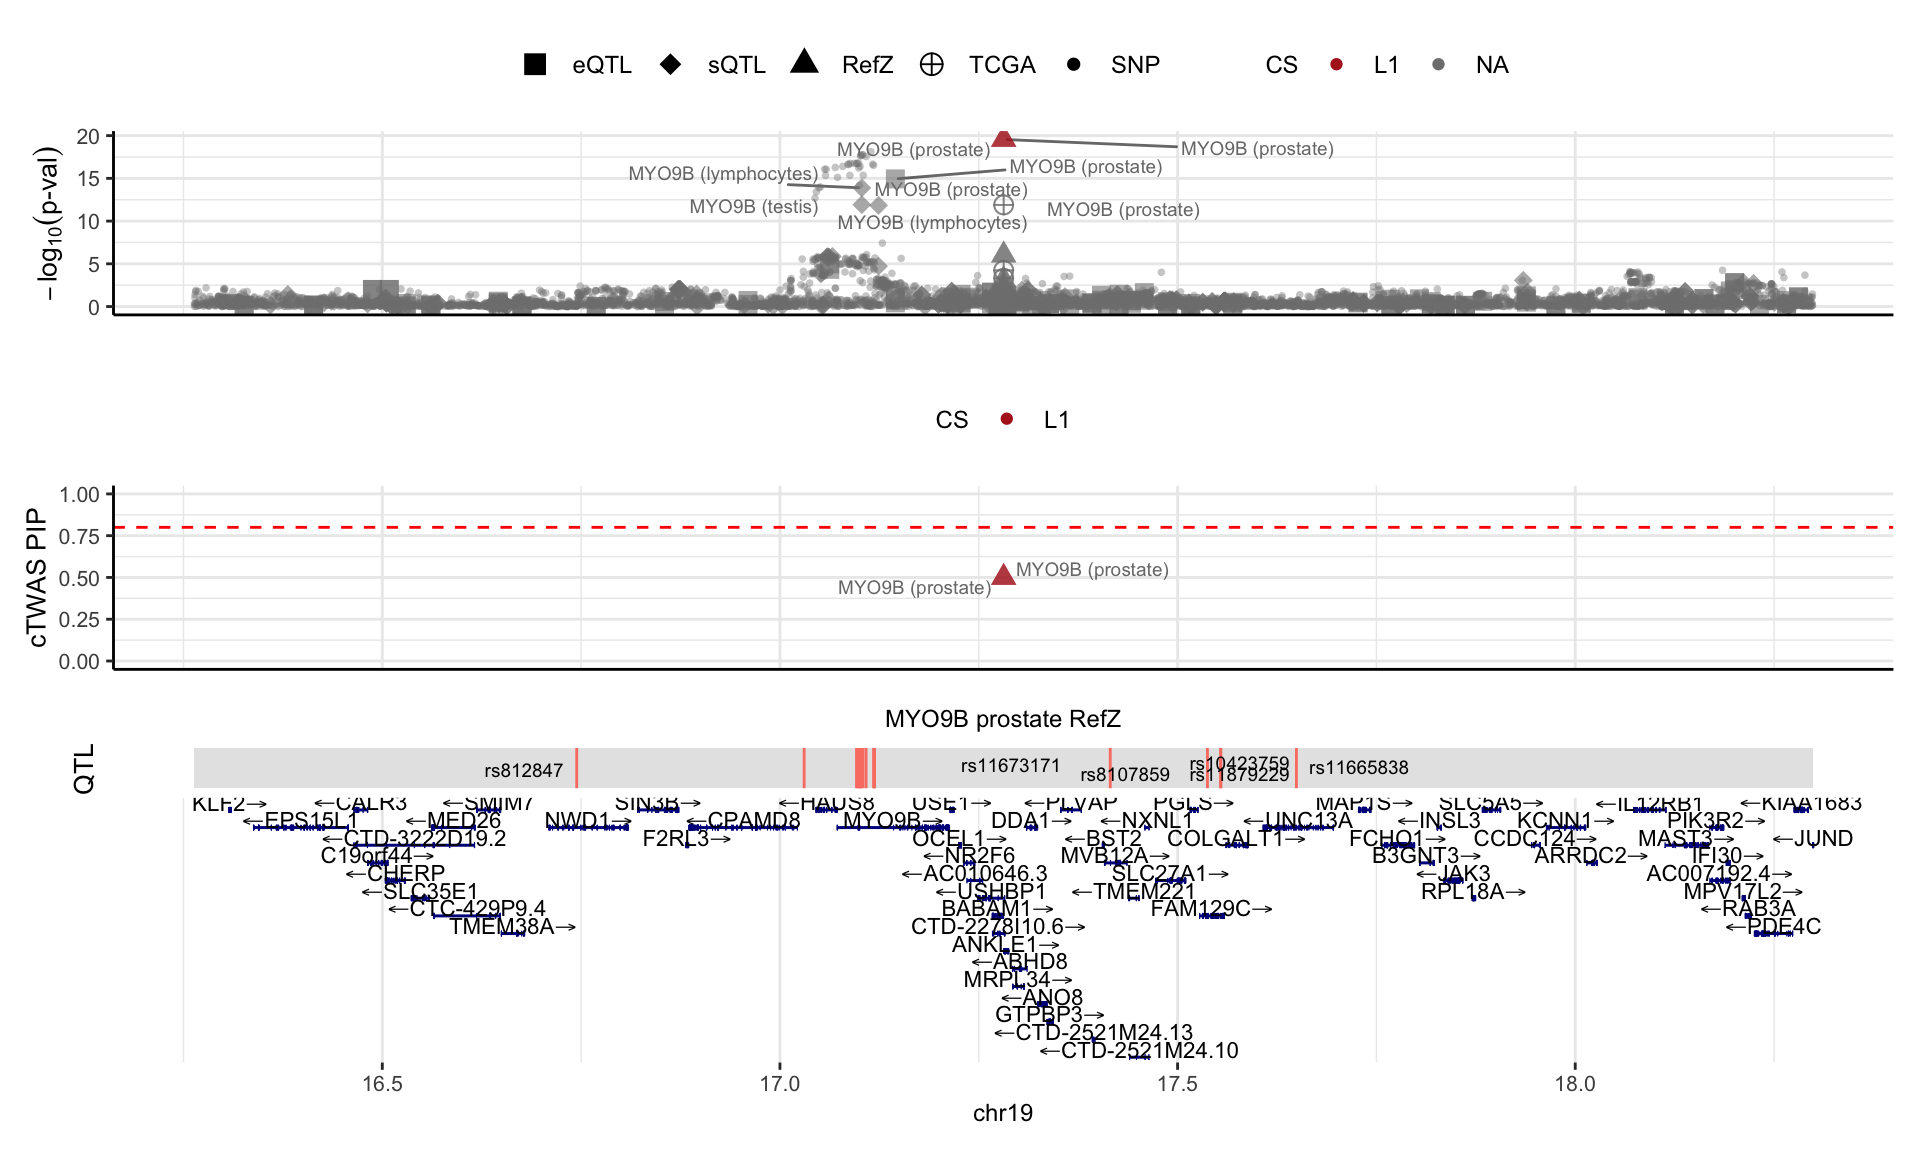 eQTL sQTL RefZ TCGA SNP CS L1 NA
−log10(p-val)
20
15
10
5
0
MYO9B (prostate)
MYO9B (prostate)
MYO9B (prostate)
MYO9B (lymphocytes)
MYO9B (prostate)
MYO9B (testis)
MYO9B (prostate)
MYO9B (lymphocytes)
CS L1
cTWAS PIP
1.00
0.75
0.50
0.25
0.00
MYO9B (prostate)
MYO9B (prostate)
MYO9B prostate RefZ
QTL
rs812847 rs11673171 rs8107859 rs10423759 rs11879229 rs11665838
KLF2→ ←CALR3 ←SMIM7 SIN3B→ ←HAUS8 USE1→ ←PLVAP PGLS→ MAP1S→ SLC5A5→ ←IL12RB1 ←KIAA1683
←EPS15L1 ←MED26 NWD1→ ←CPAMD8 MYO9B→ DDA1→ ←NXNL1 ←UNC13A ←INSL3 KCNN1→ PIK3R2→
←CTD-3222D19.2 F2RL3→ OCEL1→ ←BST2 COLGALT1→ FCHO1→ CCDC124→ MAST3→ ←JUND
C19orf44→ ←NR2F6 MVB12A→ B3GNT3→ ARRDC2→ IFI30→
←CHERP ←AC010646.3 SLC27A1→ ←JAK3 AC007192.4→
←SLC35E1 ←USHBP1 ←TMEM221 RPL18A→ MPV17L2→
←CTC-429P9.4 BABAM1→ FAM129C→ ←RAB3A
TMEM38A→ CTD-2278I10.6→ ←PDE4C
ANKLE1→
←ABHD8
MRPL34→
←ANO8
GTPBP3→
←CTD-2521M24.13
←CTD-2521M24.10
16.5 17.0 17.5 18.0
chr19